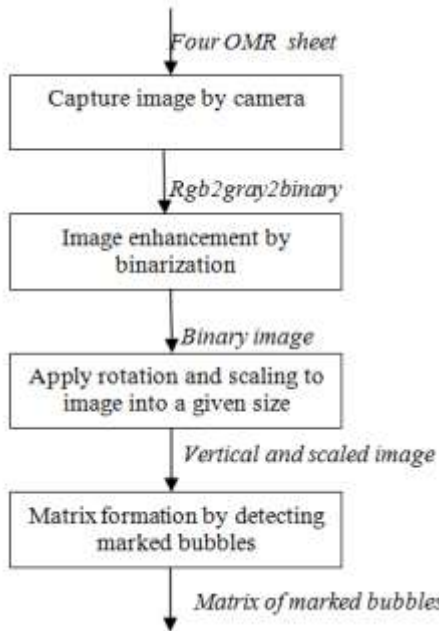 Four OMR sheet
Capture image by camera
Rgb2gray2binary
Image enhancement by
binarization
Binary image
Apply rotation and scaling to
image into a given size
Vertical and scaled image
Matrix formation by detecting
marked bubbles
Matrix of marked bubbles